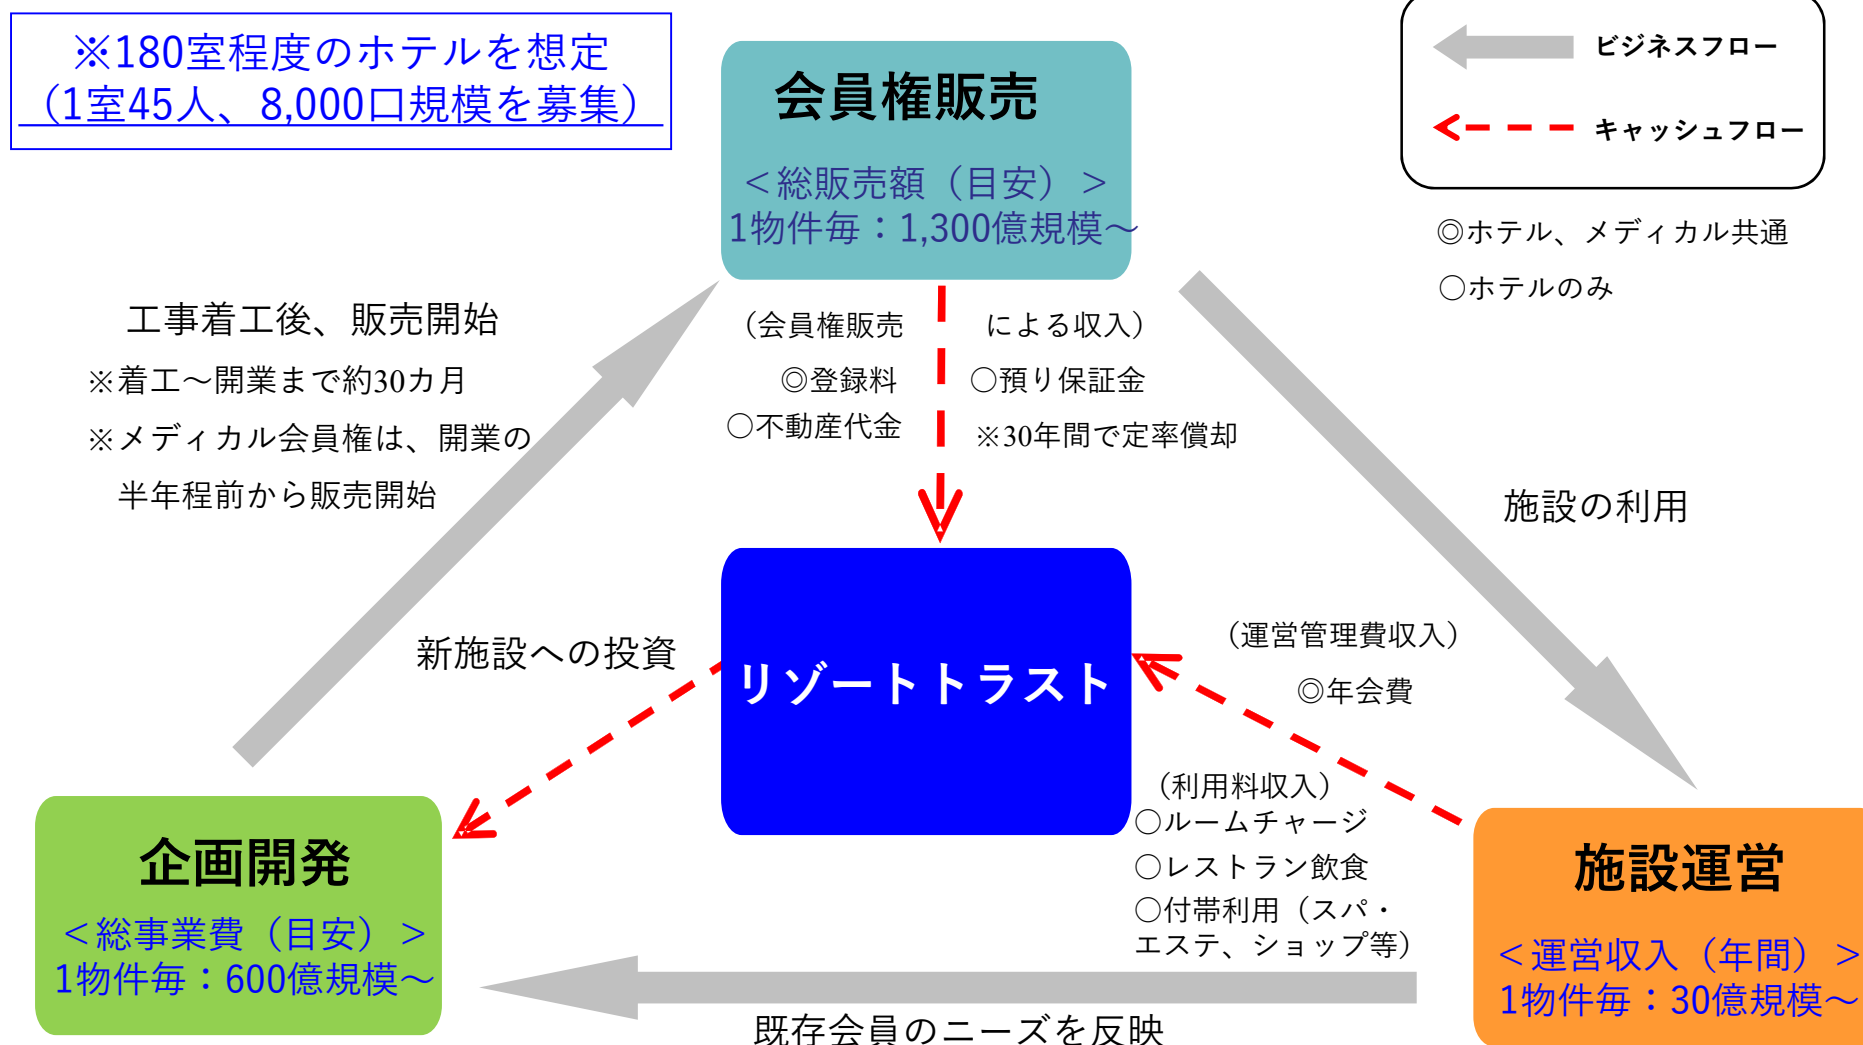 ※180室程度のホテルを想定
（1室45人、8,000口規模を募集）
会員権販売
＜総販売額（目安）＞
1物件毎：1,300億規模～
ビジネスフロー
キャッシュフロー
◎ホテル、メディカル共通
○ホテルのみ
工事着工後、販売開始
※着工～開業まで約30カ月
※メディカル会員権は、開業の
半年程前から販売開始
（会員権販売 による収入）
◎登録料 ○預り保証金
○不動産代金 ※30年間で定率償却
施設の利用
新施設への投資
リゾートトラスト
（運営管理費収入）
◎年会費
（利用料収入）
○ルームチャージ
○レストラン飲食
○付帯利用（スパ・
エステ、ショップ等）
企画開発
＜総事業費（目安）＞
1物件毎：600億規模～
施設運営
＜運営収入（年間）＞
1物件毎：30億規模～
既存会員のニーズを反映